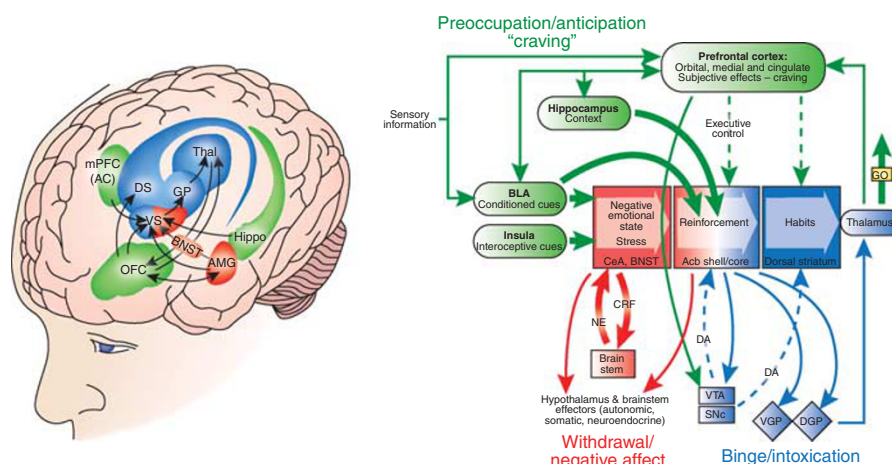 Preoccupation/anticipation
“craving”
Prefrontal cortex:
Orbital, medial and cingulate
Subjective effects – craving
Sensory
information
Hippocampus
Context
Executive
control
GO
BLA
Conditioned cues
Insula
Interoceptive cues
Negative
emotional
state
Stress
CeA, BNST
Reinforcement
Acb shell/core
Habits
Dorsal striatum
Thalamus
NE
CRF
Brain
stem
DA
DA
Hypothalamus & brainstem
effectors (autonomic,
somatic, neuroendocrine)
VTA
SNc
VGP
DGP
Withdrawal/
negative affect
Binge/intoxication
mPFC
(AC)
Thal
DS
GP
VS
BNST
Hippo
OFC
AMG